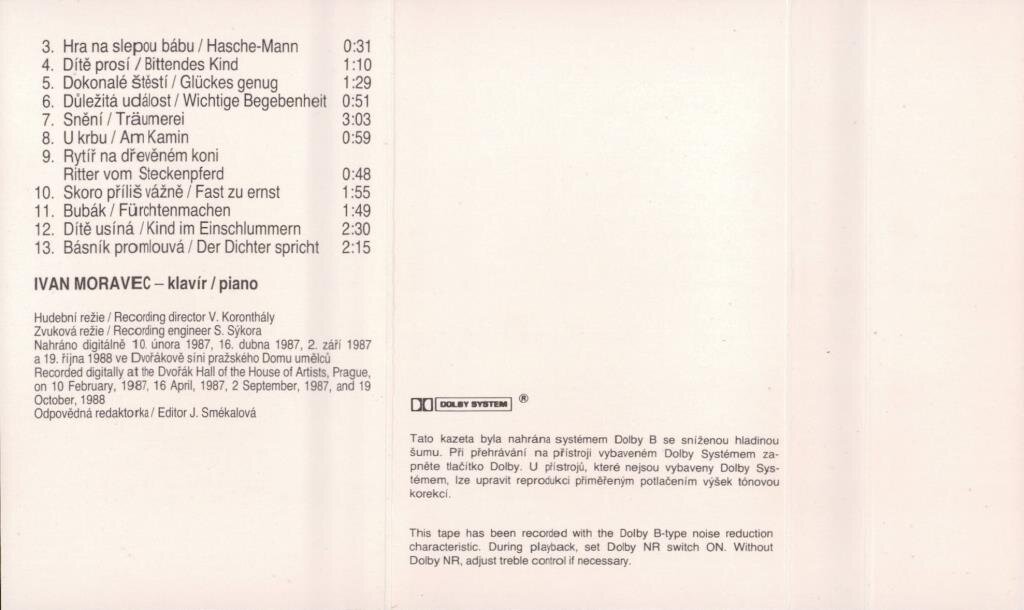 3. Hra na slepou bábu / Hasche-Mann 0:31
4. Dítě prosí / Bittendes Kind 1:10
5. Dokonalé štěstí / Glückes genug 1:29
6. Důležitá událost / Wichtige Begebenheit 0:51
7. Snění / Träumerei 3:03
8. U krbu / Am Kamin 0:59
9. Rytíř na dřevěném koni
Ritter vom Steckenpferd 0:48
10. Skoro příliš vážně / Fast zu ernst 1:55
11. Bubák / Fürchtenmachen 1:49
12. Dítě usíná / Kind im Einschlummern 2:30
13. Básník promlouvá / Der Dichter spricht 2:15
IVAN MORAVEC – klavír / piano
Hudební režie / Recording director V. Koronthály
Zvuková režie / Recording engineer S. Sýkora
Nahráno digitálně 10. února 1987, 16. dubna 1987, 2. září 1987
a 19. října 1988 ve Dvořákově síni pražského Domu umělců
Recorded digitally at the Dvořák Hall of the House of Artists, Prague,
on 10 February, 1987, 16 April, 1987, 2 September, 1987, and 19
October, 1988
Odpovědná redaktorka / Editor J. Smékalová
DOLBY SYSTEM ®
Tato kazeta byla nahrána systémem Dolby B se sníženou hladinou
šumu. Při přehrávání na přístroji vybaveném Dolby Systémem za-
pněte tlačítko Dolby. U přístrojů, které nejsou vybaveny Dolby Sys-
témem, lze upravit reprodukci přiměřeným potlačením výšek tónovou
korekcí.
This tape has been recorded with the Dolby B-type noise reduction
characteristic. During playback, set Dolby NR switch ON. Without
Dolby NR, adjust treble control if necessary.